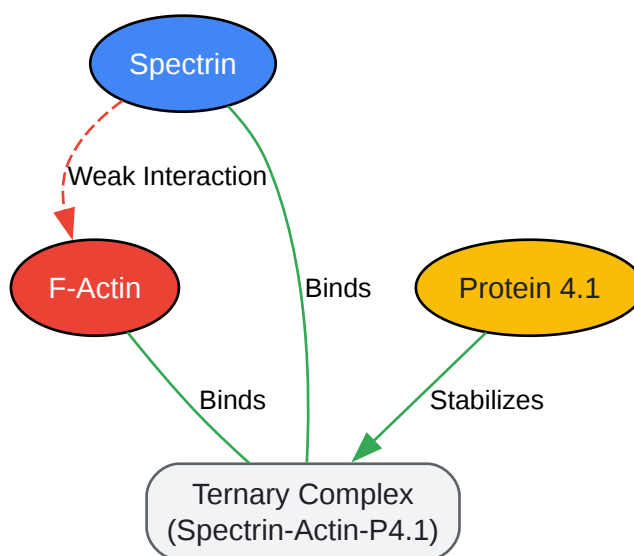 Spectrin
Weak Interaction
F-Actin
Protein 4.1
Binds
Binds
Stabilizes
Ternary Complex
(Spectrin-Actin-P4.1)